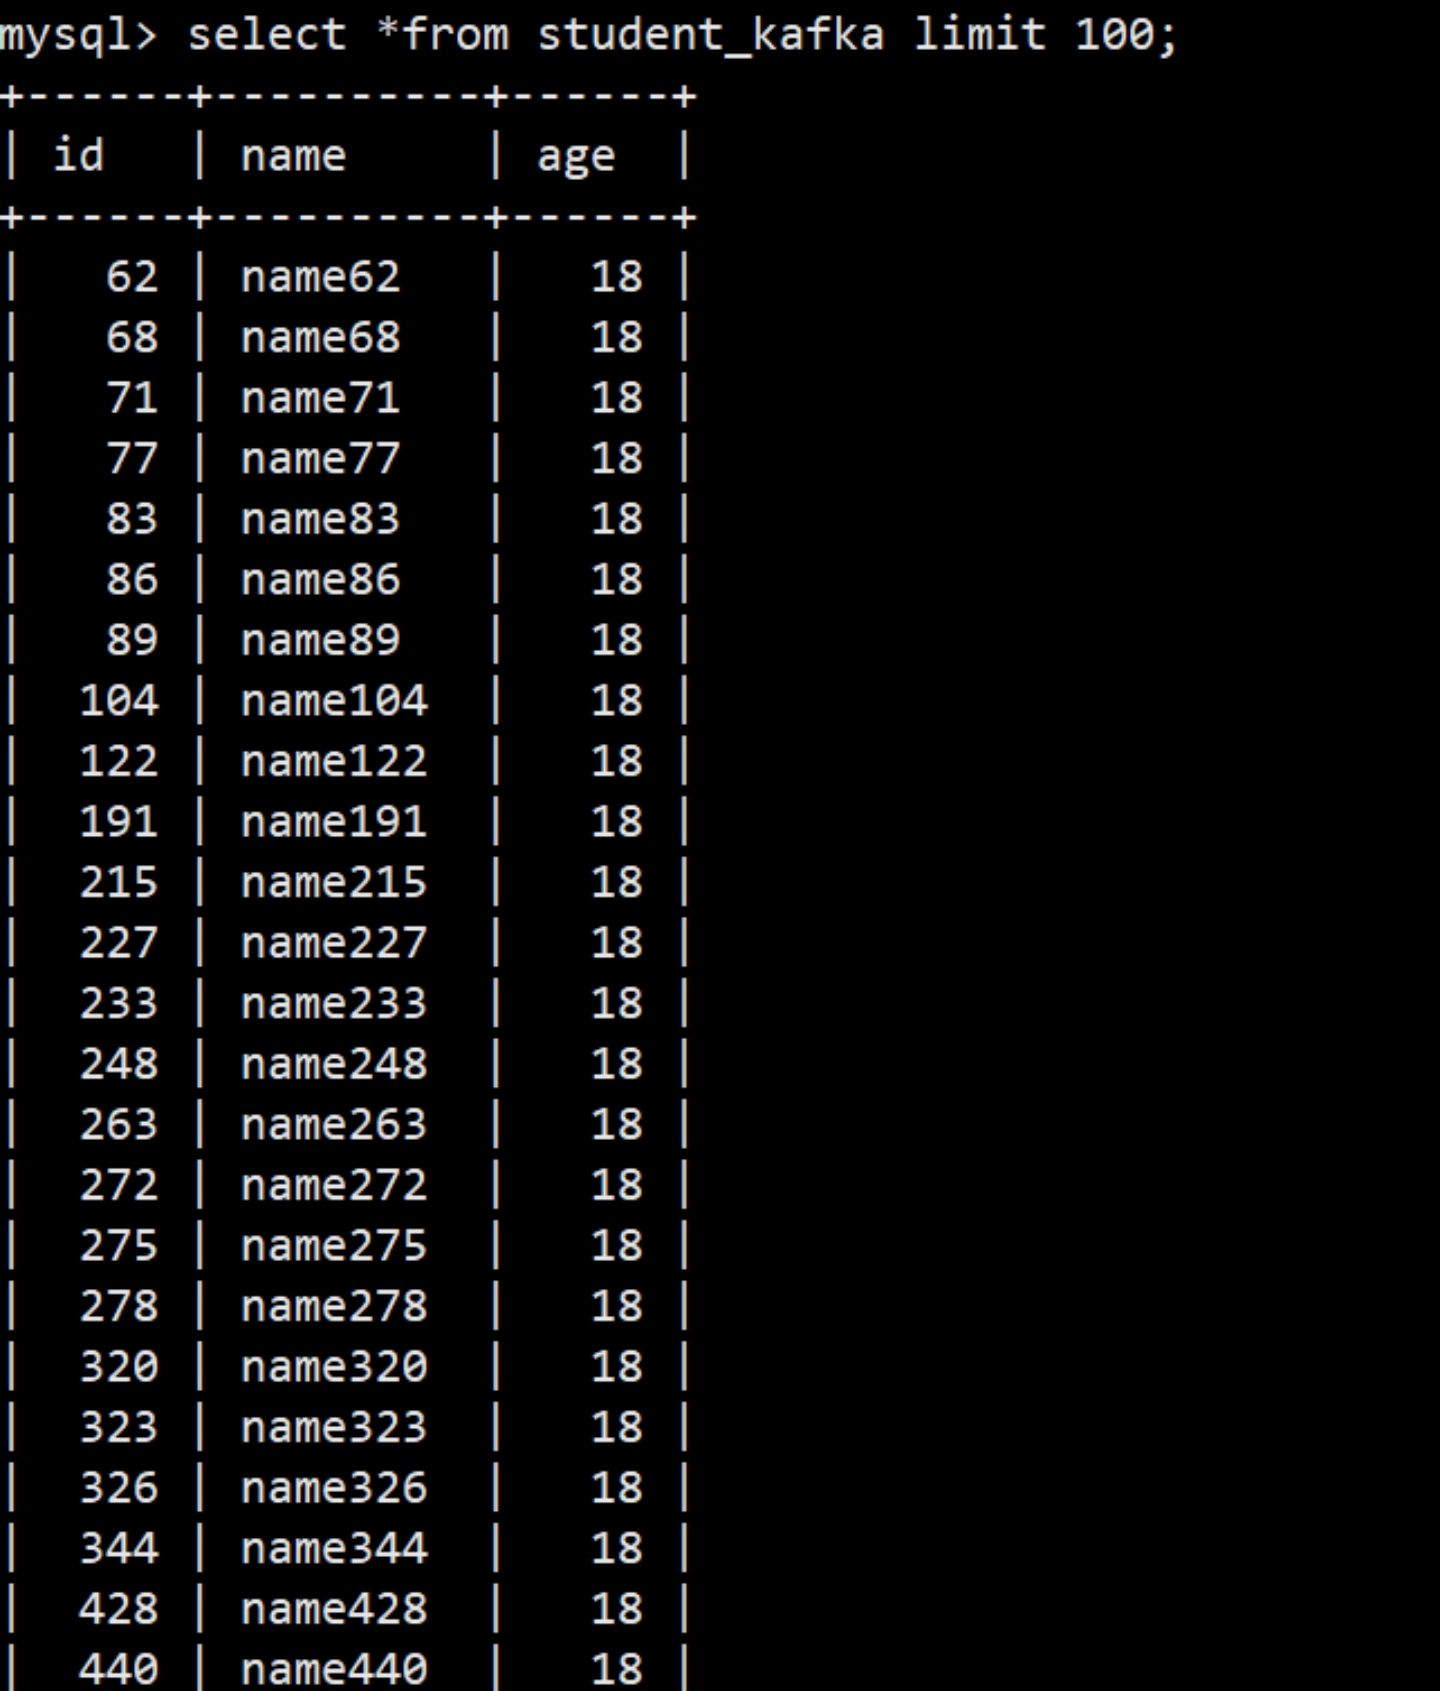 mysql> select *from student_kafka limit 100;
+------+----------+------+
| id   | name     | age  |
+------+----------+------+
|   62 | name62   |   18 |
|   68 | name68   |   18 |
|   71 | name71   |   18 |
|   77 | name77   |   18 |
|   83 | name83   |   18 |
|   86 | name86   |   18 |
|   89 | name89   |   18 |
|  104 | name104  |   18 |
|  122 | name122  |   18 |
|  191 | name191  |   18 |
|  215 | name215  |   18 |
|  227 | name227  |   18 |
|  233 | name233  |   18 |
|  248 | name248  |   18 |
|  263 | name263  |   18 |
|  272 | name272  |   18 |
|  275 | name275  |   18 |
|  278 | name278  |   18 |
|  320 | name320  |   18 |
|  323 | name323  |   18 |
|  326 | name326  |   18 |
|  344 | name344  |   18 |
|  428 | name428  |   18 |
|  440 | name440  |   18 |